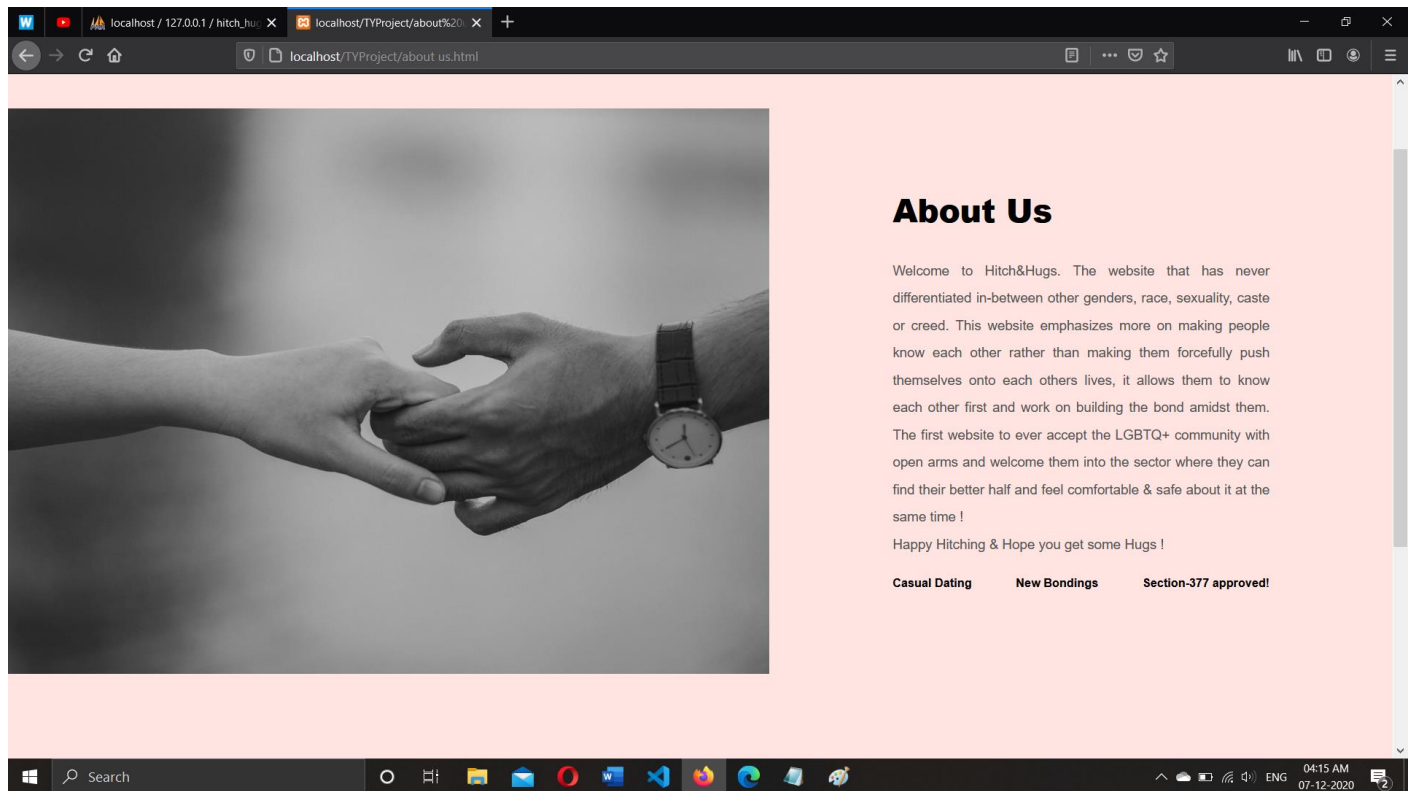 localhost / 127.0.0.1 / hitch_hug
localhost/TYProject/about%20u
localhost/TYProject/about us.html
About Us
Welcome to Hitch&Hugs. The website that has never
differentiated in-between other genders, race, sexuality, caste
or creed. This website emphasizes more on making people
know each other rather than making them forcefully push
themselves onto each others lives, it allows them to know
each other first and work on building the bond amidst them.
The first website to ever accept the LGBTQ+ community with
open arms and welcome them into the sector where they can
find their better half and feel comfortable & safe about it at the
same time !
Happy Hitching & Hope you get some Hugs !
Casual Dating New Bondings Section-377 approved!
Search
ENG
04:15 AM
07-12-2020
2